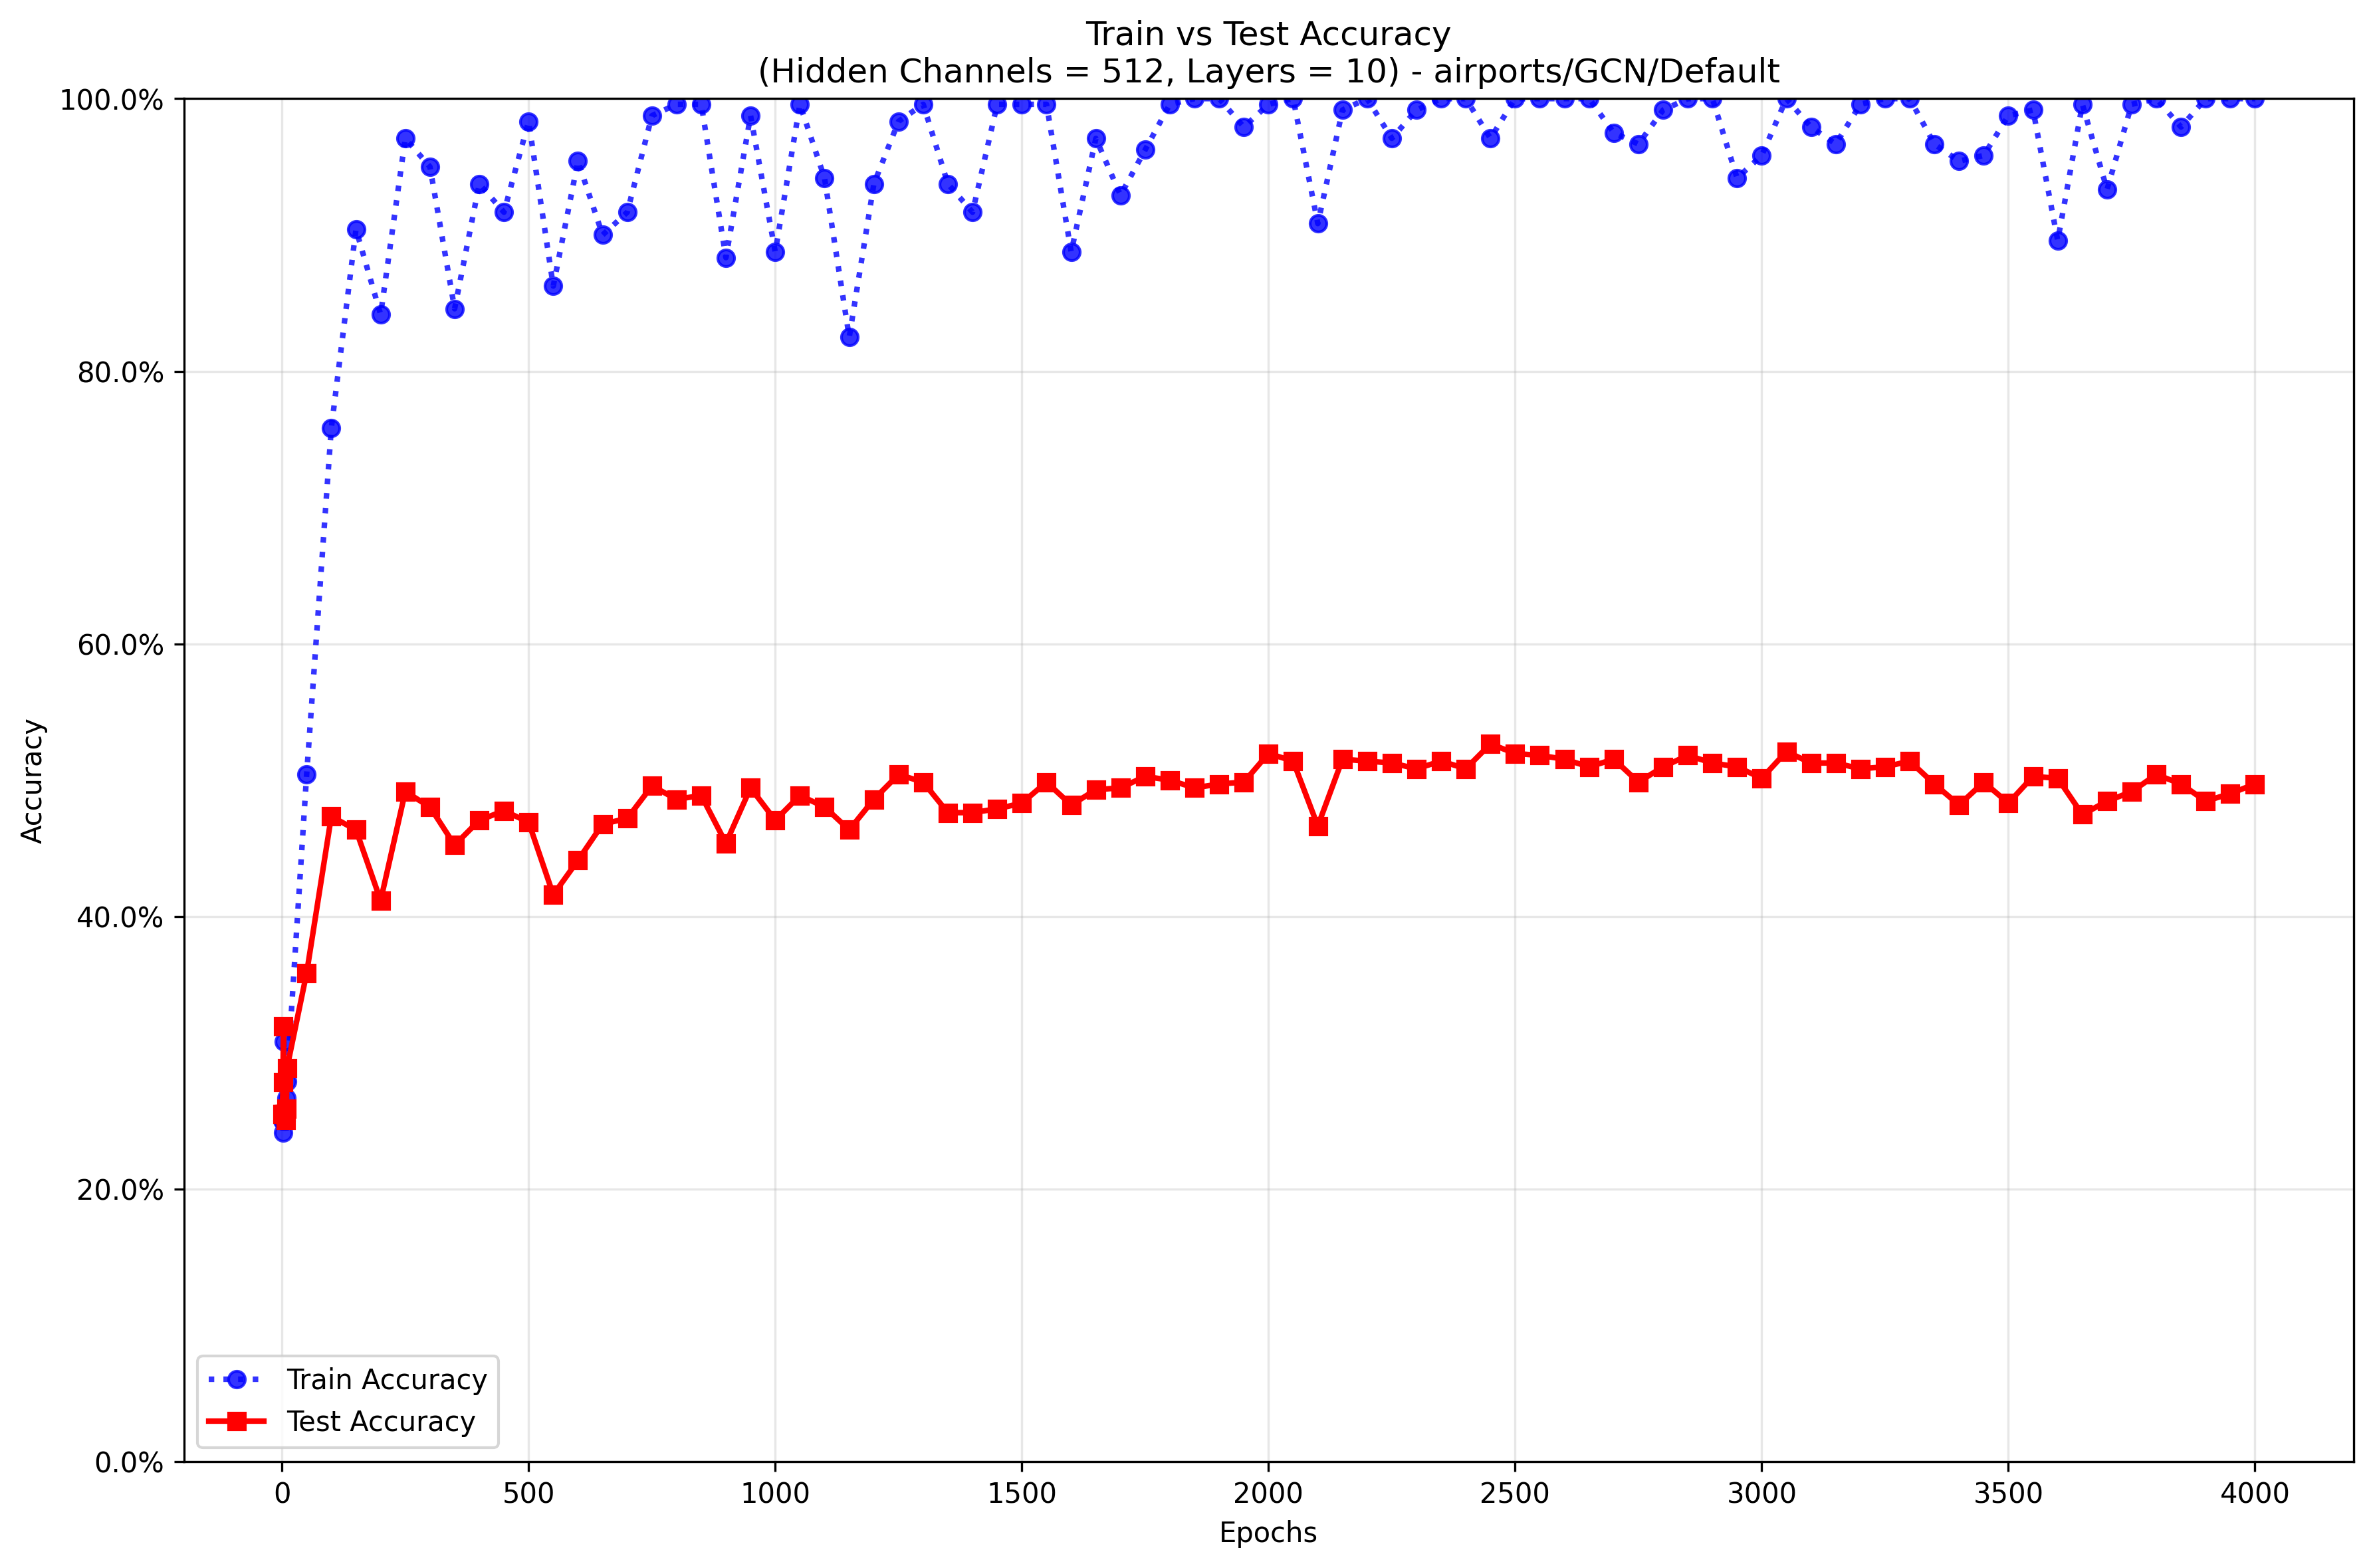 Train vs Test Accuracy
(Hidden Channels = 512, Layers = 10) - airports/GCN/Default
100.0%
80.0%
60.0%
40.0%
20.0%
0.0%
Accuracy
Train Accuracy
Test Accuracy
0 500 1000 1500 2000 2500 3000 3500 4000
Epochs